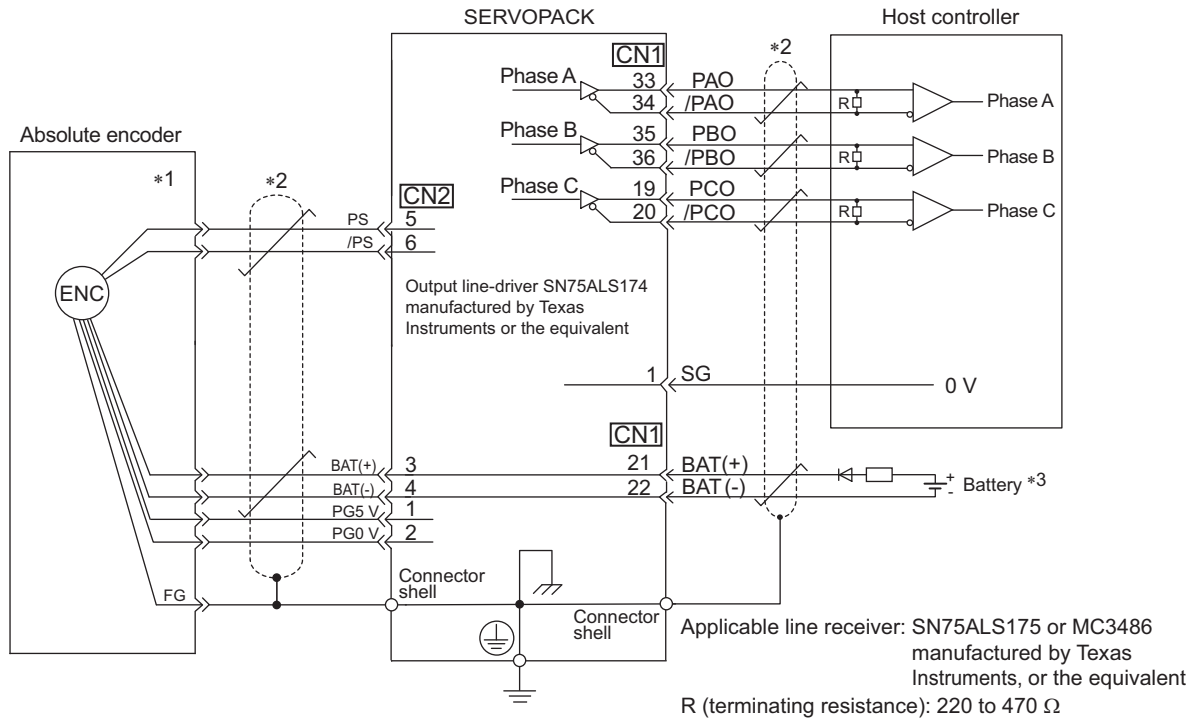 SERVOPACK
Host controller
Absolute encoder
*1
*2
ENC
PS
/PS
CN2
5
6
Output line-driver SN75ALS174
manufactured by Texas
Instruments or the equivalent
CN1
*2
Phase A
33
PAO
34
/PAO
R
Phase A
Phase B
35
PBO
36
/PBO
R
Phase B
Phase C
19
PCO
20
/PCO
R
Phase C
1
SG
0 V
CN1
BAT(+)
3
21
BAT(+)
BAT(-)
4
22
BAT (-)
+
-
Battery *3
PG5 V
1
PG0 V
2
FG
Connector
shell
Connector
shell
Applicable line receiver: SN75ALS175 or MC3486
manufactured by Texas
Instruments, or the equivalent
R (terminating resistance): 220 to 470 Ω